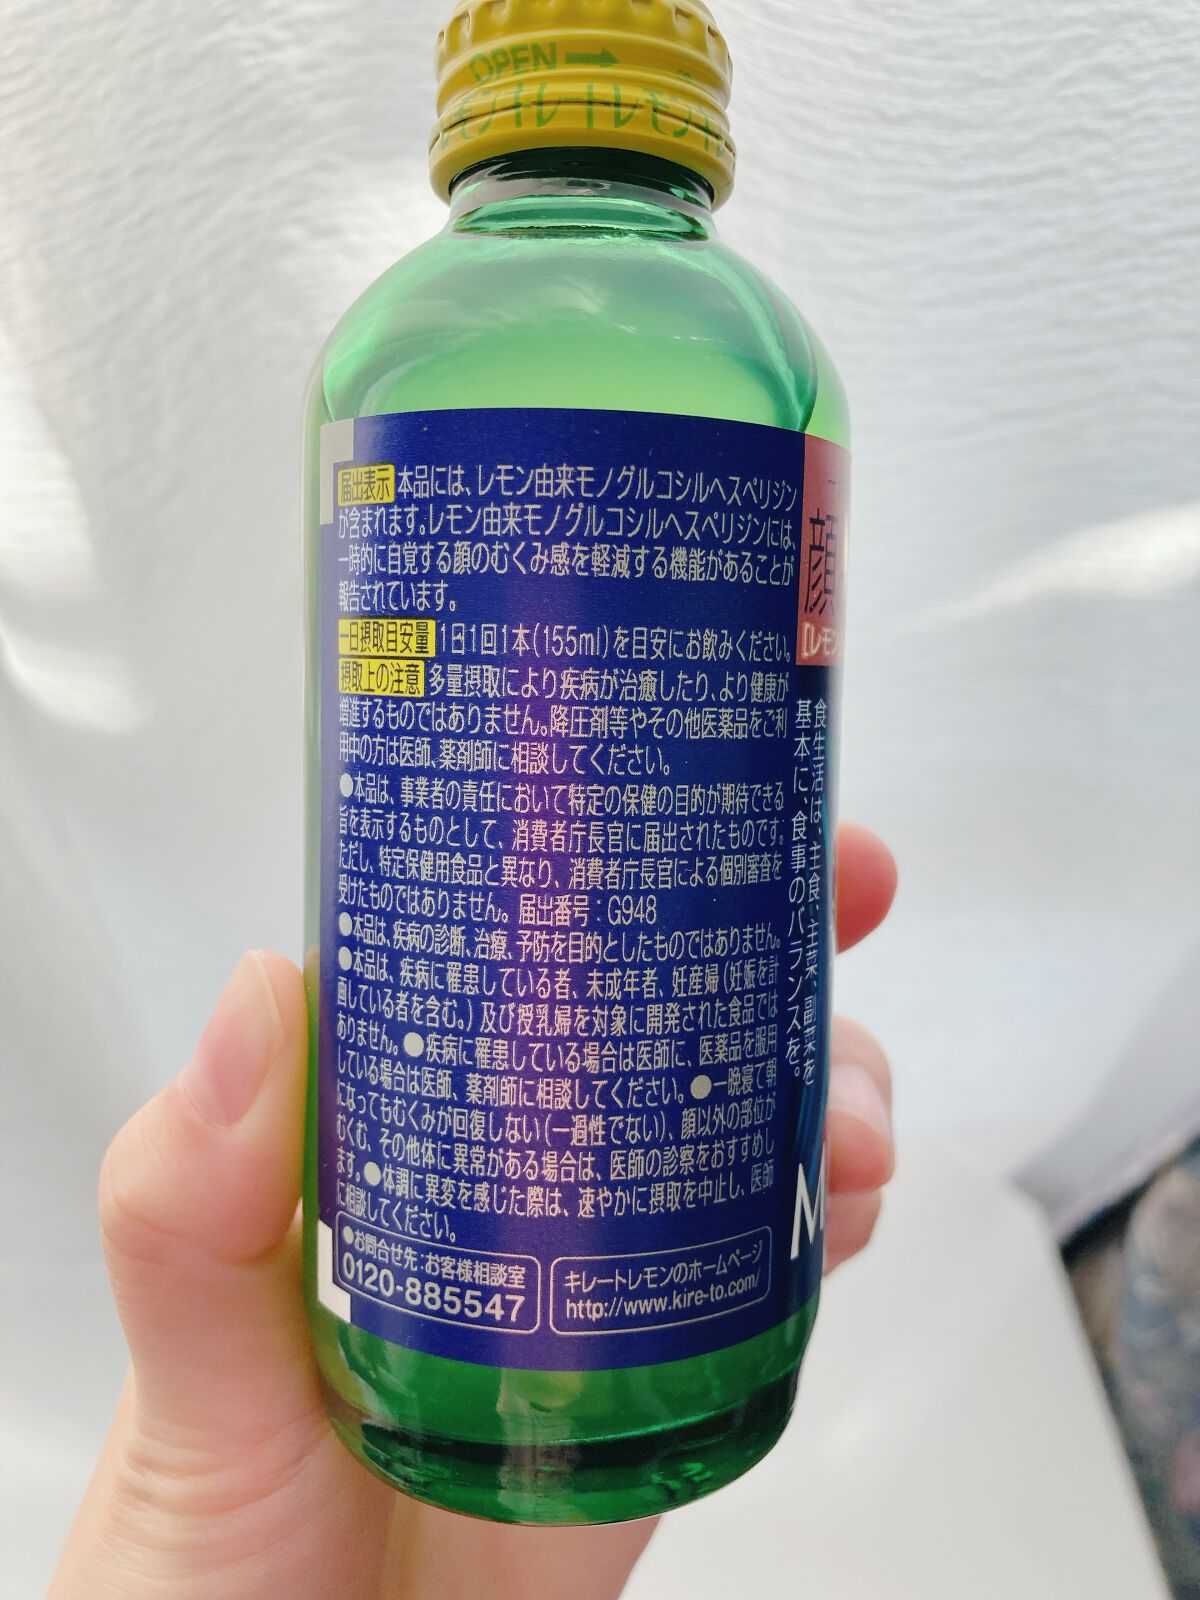 OPEN →
レモンキレートレモンキレ
届出表示 本品には、レモン由来モノグルコシルヘスペリジン
が含まれます。レモン由来モノグルコシルヘスペリジンには、
一時的に自覚する顔のむくみ感を軽減する機能があることが
報告されています。
一日摂取目安量 1日1回1本(155ml)を目安にお飲みください。
摂取上の注意 多量摂取により疾病が治癒したり、より健康が
増進するものではありません。降圧剤等やその他医薬品をご利
用中の方は医師、薬剤師に相談してください。
●本品は、事業者の責任において特定の保健の目的が期待できる
旨を表示するものとして、消費者庁長官に届出されたものです。
ただし、特定保健用食品と異なり、消費者庁長官による個別審査を
受けたものではありません。届出番号:G948
●本品は、疾病の診断、治療、予防を目的としたものではありません。
●本品は、疾病に罹患している者、未成年者、妊産婦(妊娠を計
画している者を含む。)及び授乳婦を対象に開発された食品では
ありません。●疾病に罹患している場合は医師に、医薬品を服用
している場合は医師、薬剤師に相談してください。●一晩寝て朝
になってもむくみが回復しない(一過性でない)、顔以外の部位が
むくむ、その他体に異常がある場合は、医師の診察をおすすめし
ます。●体調に異変を感じた際は、速やかに摂取を中止し、医師
に相談してください。
●お問合せ先:お客様相談室
0120-885547
キレートレモンのホームページ
http://www.kire-to.com/
食生活は、主食、主菜、副菜を
基本に、食事のバランスを。
顔
[レモン
M